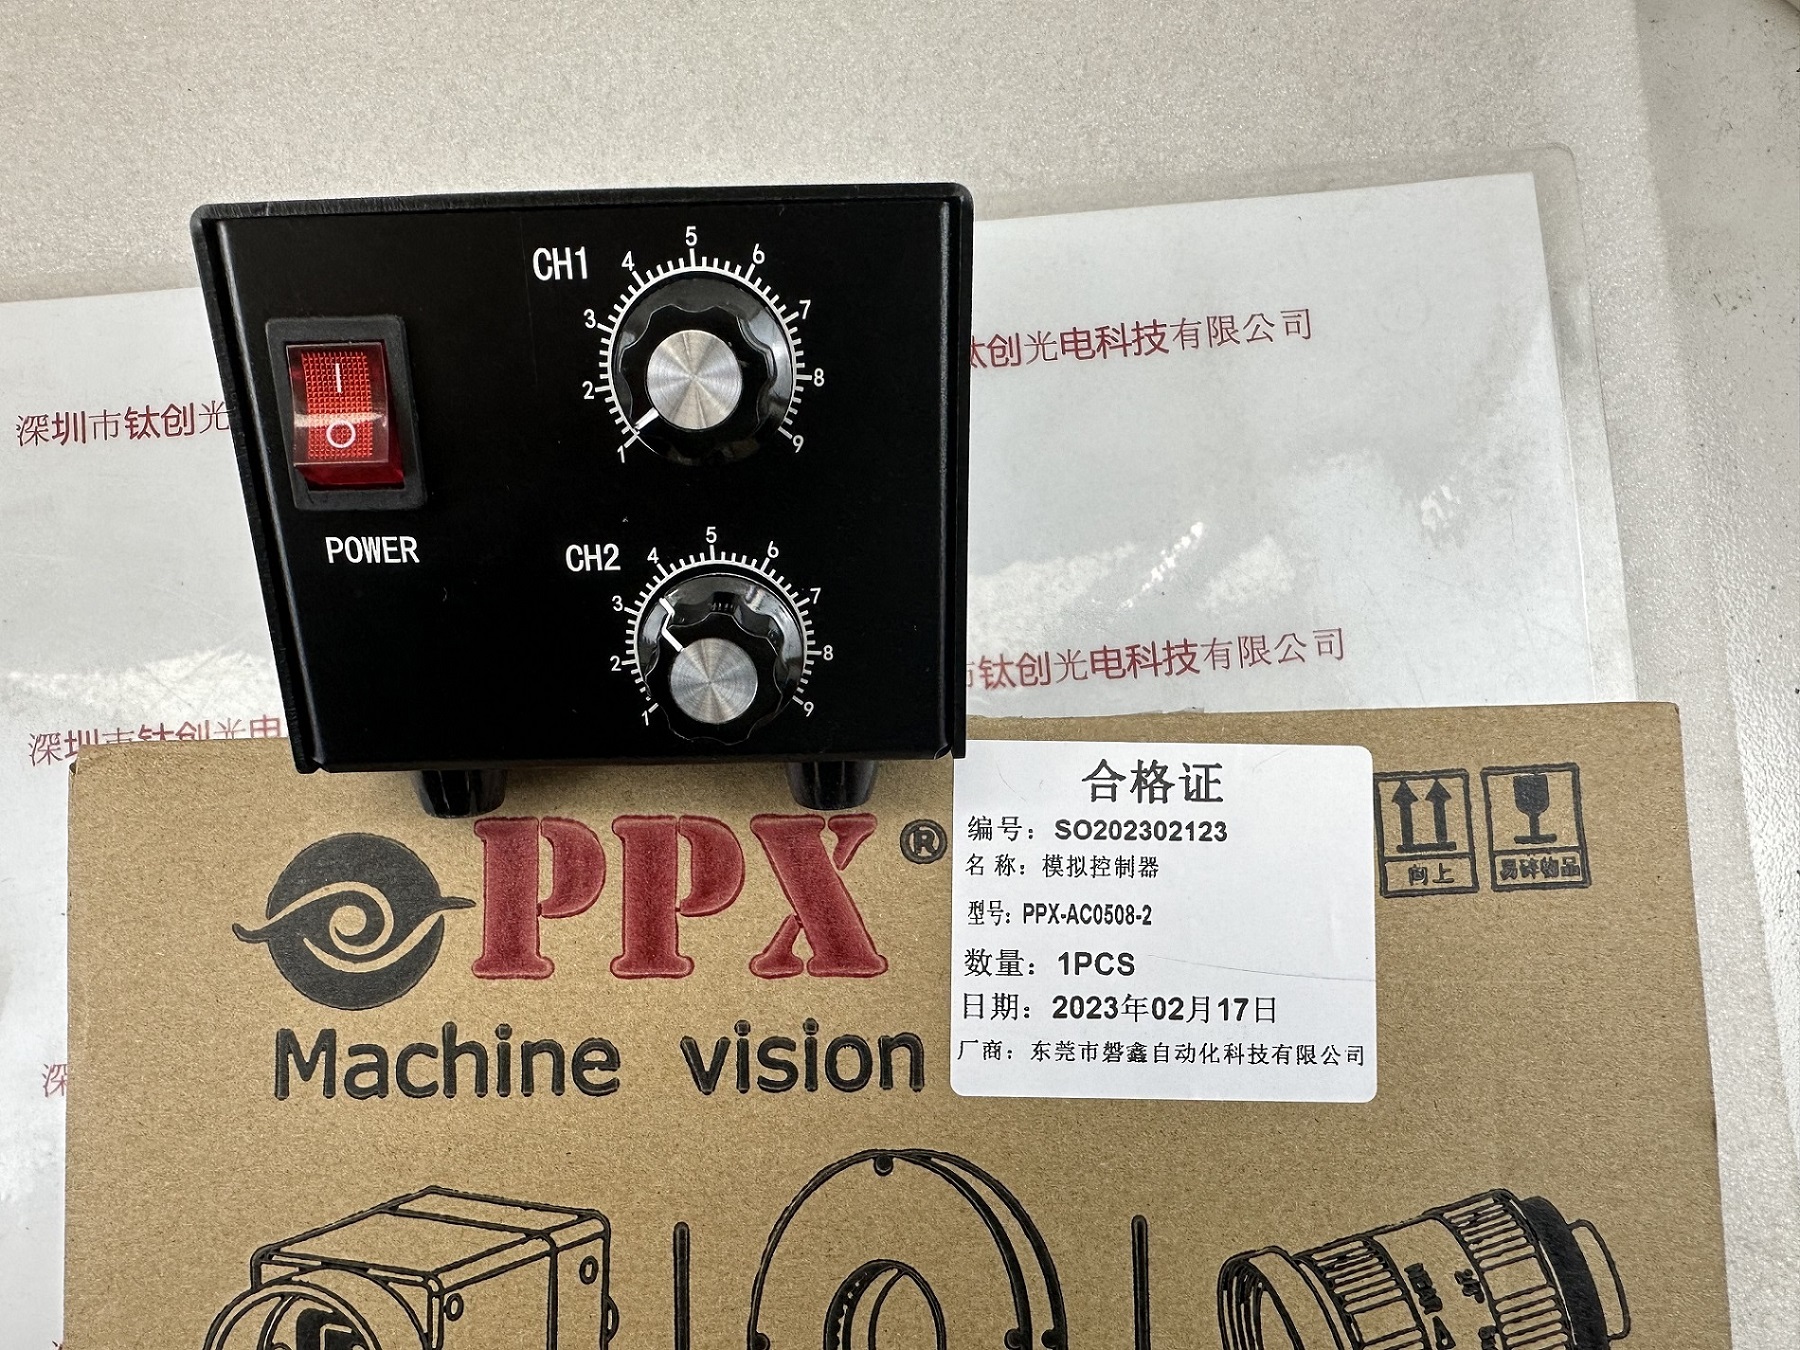 CH1
1 2 3 4 5 6 7 8 9
POWER
CH2
1 2 3 4 5 6 7 8 9
深圳市钛创光
钛创光电科技有限公司
深圳市钛创光电
市钛创光电科技有限公司
深
PPX®
Machine vision
合格证
编号：SO202302123
名称：模拟控制器
型号：PPX-AC0508-2
数量：1PCS
日期：2023年02月17日
厂商：东莞市磐鑫自动化科技有限公司
向上
易碎物品